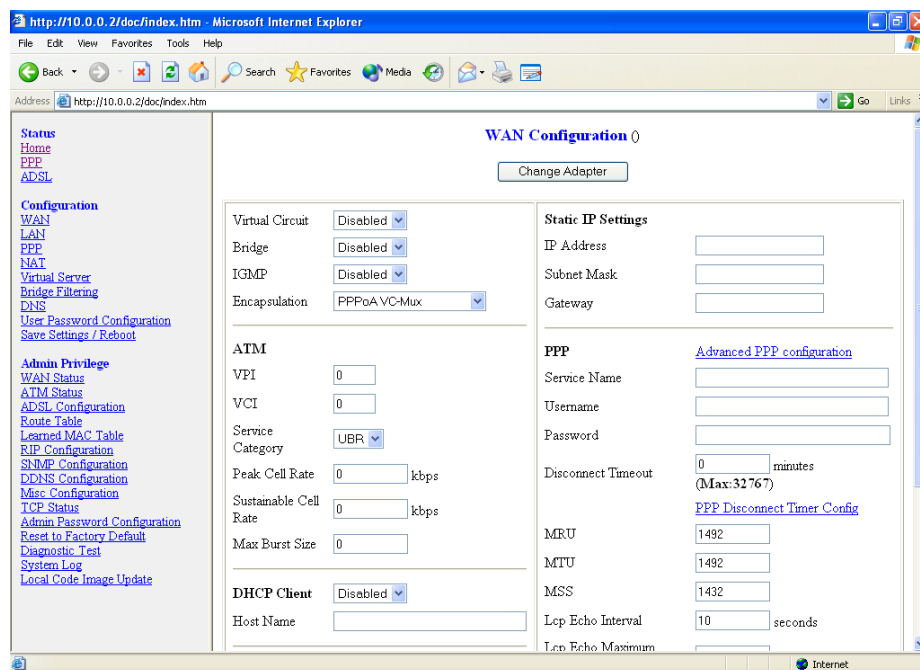 http://10.0.0.2/doc/index.htm - Microsoft Internet Explorer
File Edit View Favorites Tools Help
Back Search Favorites Media
Address http://10.0.0.2/doc/index.htm Go Links
Status
Home
PPP
ADSL
Configuration
WAN
LAN
PPP
NAT
Virtual Server
Bridge Filtering
DNS
User Password Configuration
Save Settings / Reboot
Admin Privilege
WAN Status
ATM Status
ADSL Configuration
Route Table
Learned MAC Table
RIP Configuration
SNMP Configuration
DDNS Configuration
Misc Configuration
TCP Status
Admin Password Configuration
Reset to Factory Default
Diagnostic Test
System Log
Local Code Image Update
WAN Configuration ()
Change Adapter
Virtual Circuit Disabled
Bridge Disabled
IGMP Disabled
Encapsulation PPPoA VC-Mux
ATM
VPI 0
VCI 0
Service
Category UBR
Peak Cell Rate 0 kbps
Sustainable Cell
Rate 0 kbps
Max Burst Size 0
DHCP Client Disabled
Host Name
Static IP Settings
IP Address
Subnet Mask
Gateway
PPP Advanced PPP configuration
Service Name
Username
Password
Disconnect Timeout 0 minutes
(Max:32767)
PPP Disconnect Timer Config
MRU 1492
MTU 1492
MSS 1432
Lcp Echo Interval 10 seconds
Lcp Echo Maximum
Internet